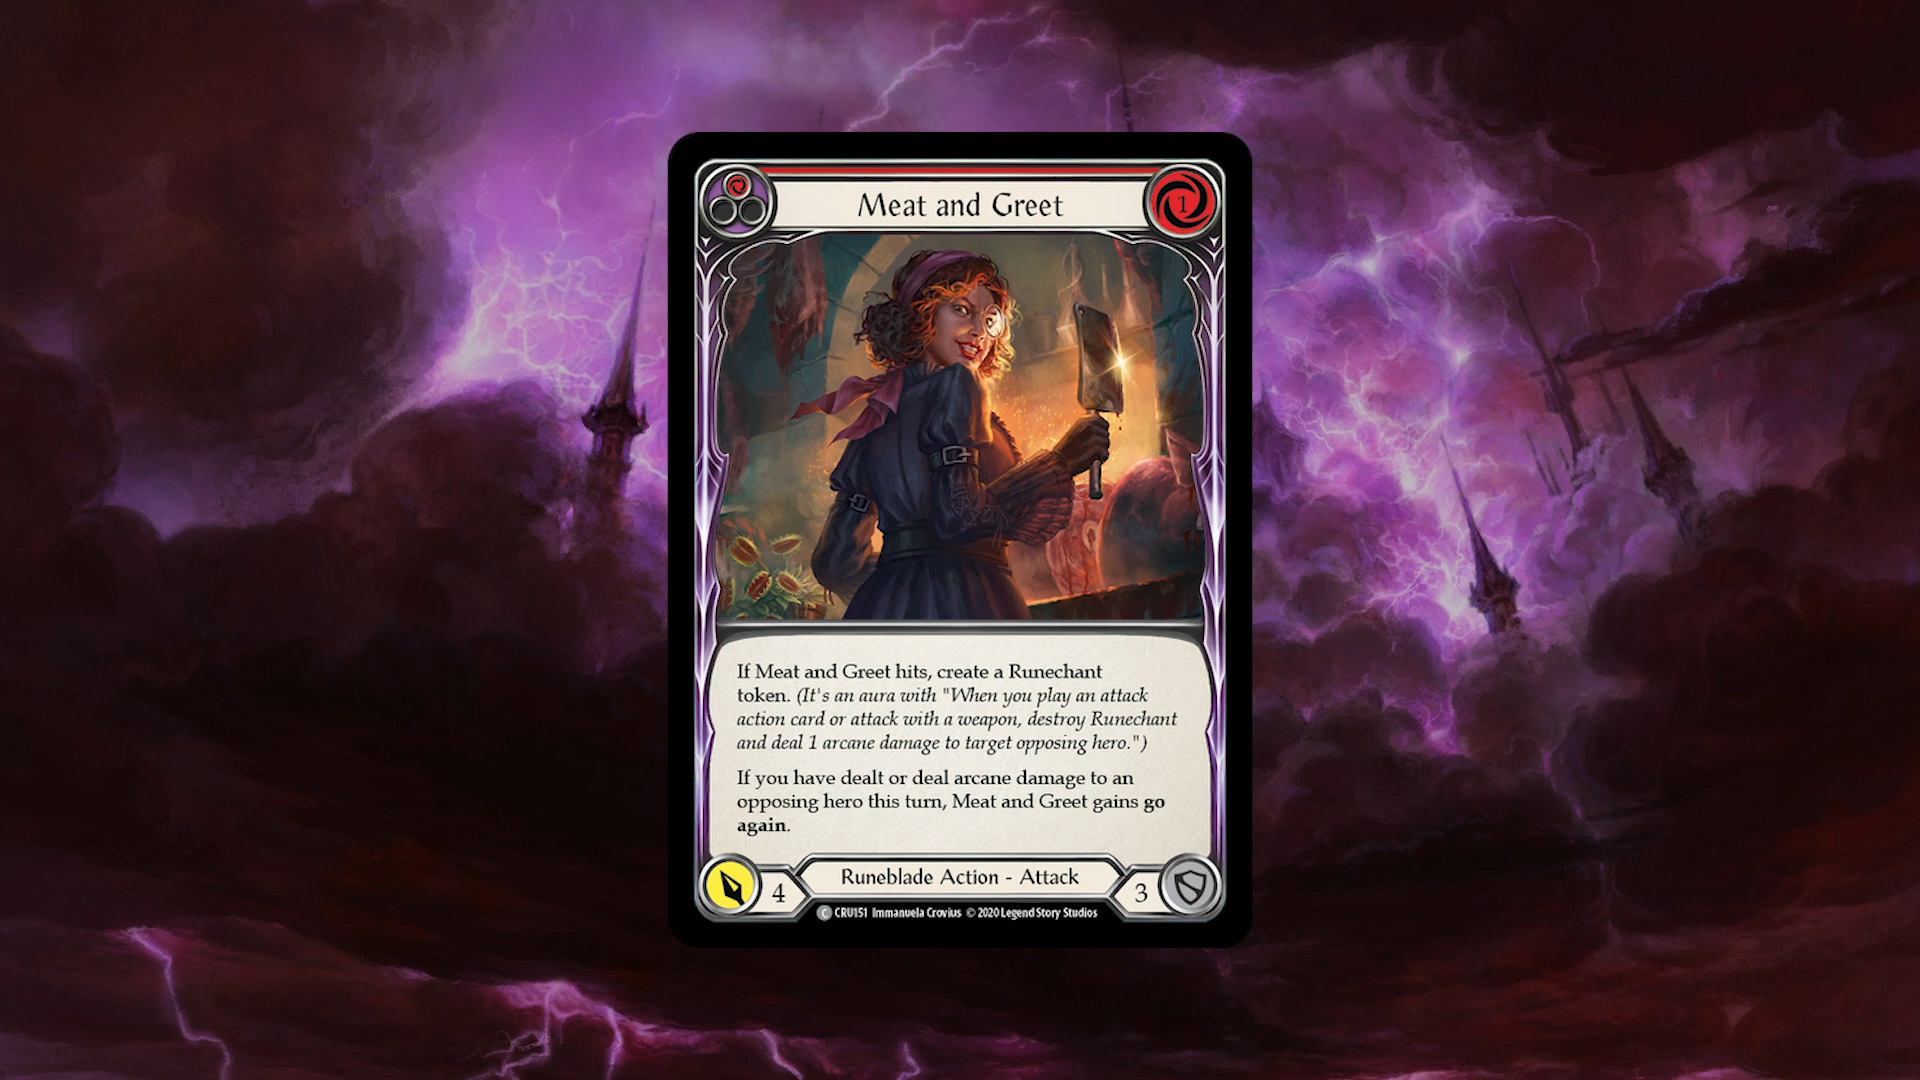 Meat and Greet
1
If Meat and Greet hits, create a Runechant
token. (It's an aura with "When you play an attack
action card or attack with a weapon, destroy Runechant
and deal 1 arcane damage to target opposing hero.")
If you have dealt or deal arcane damage to an
opposing hero this turn, Meat and Greet gains go
again.
4
Runeblade Action - Attack
3
C CRU151 Immanuela Crovius © 2020 Legend Story Studios